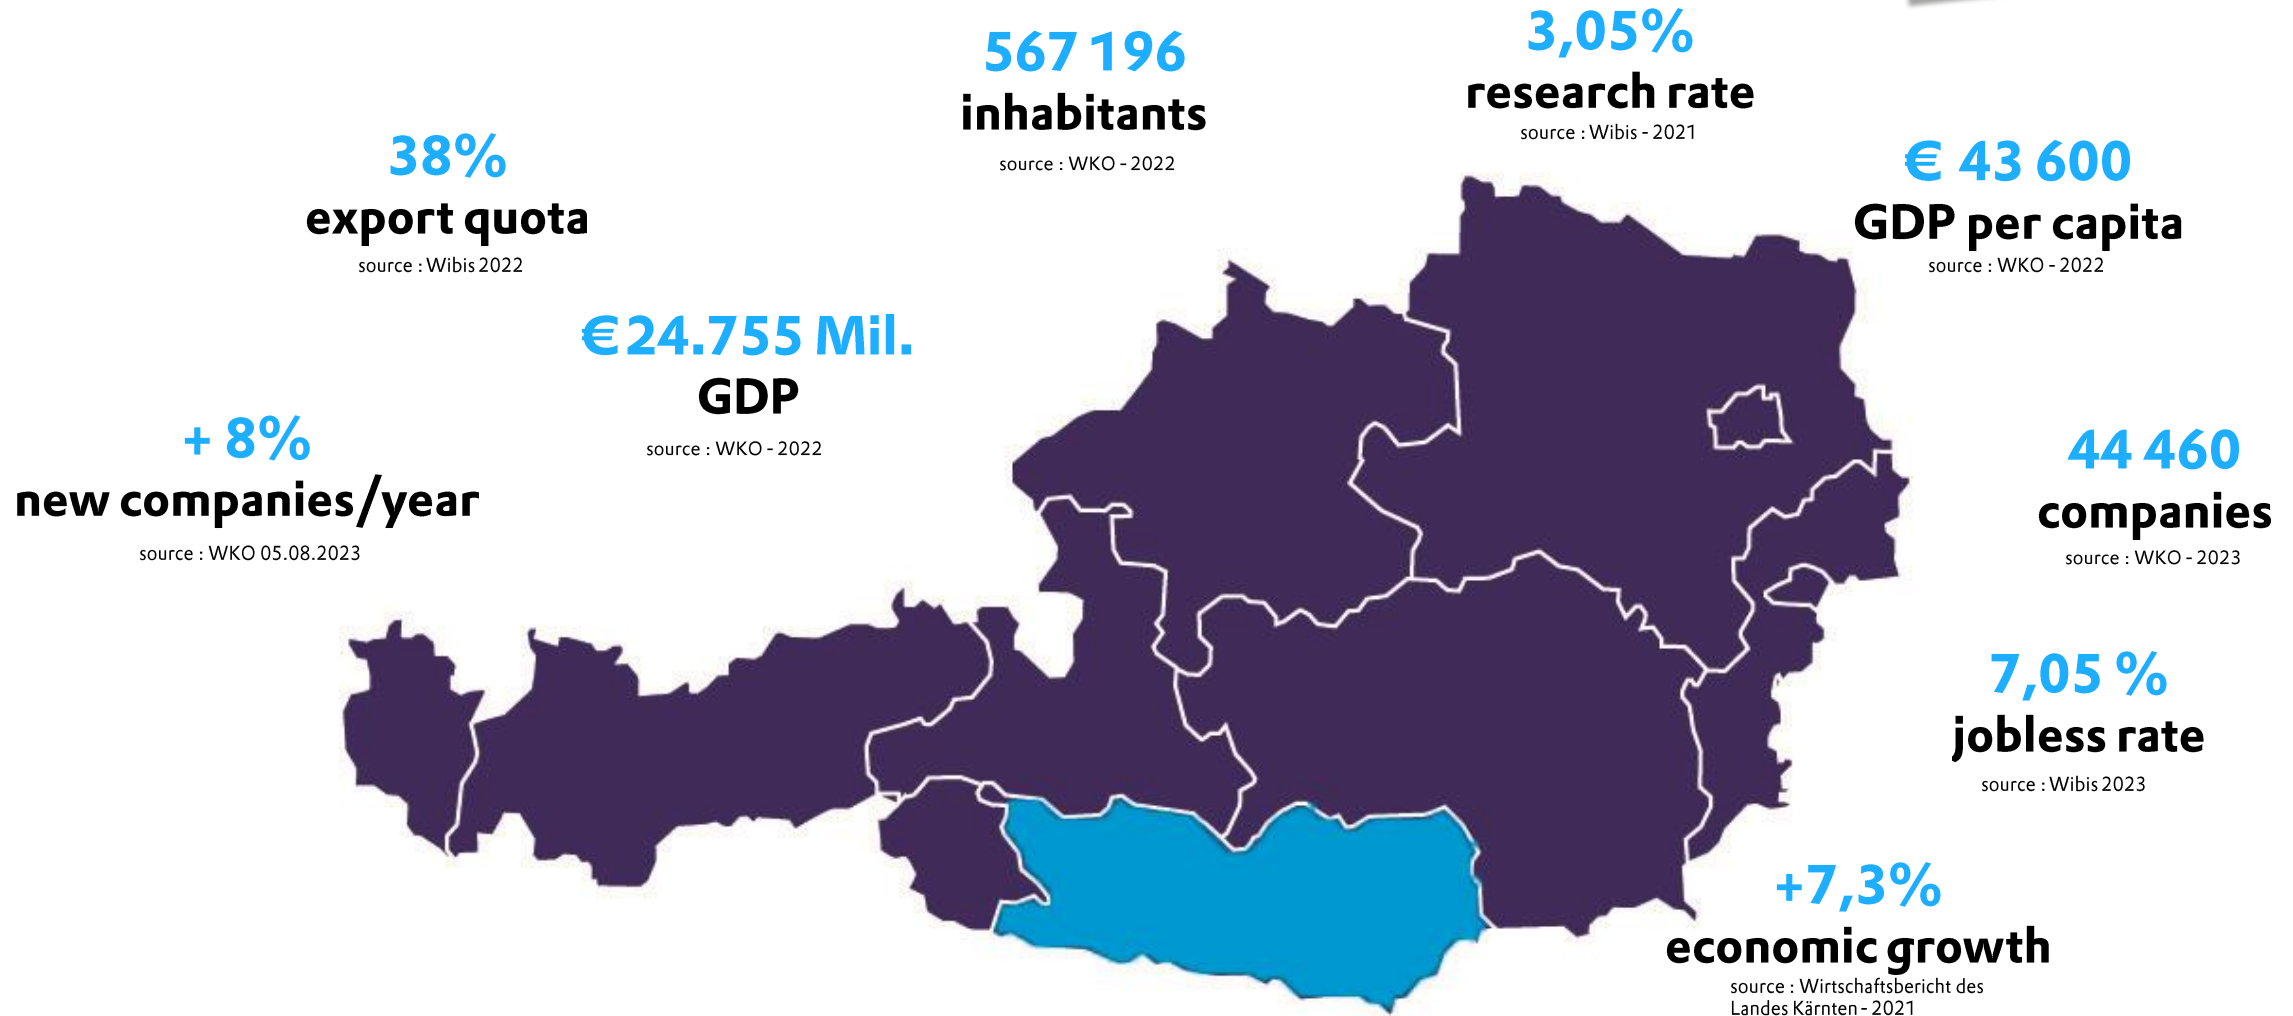 567 196
inhabitants
source : WKO - 2022
3,05%
research rate
source : Wibis - 2021
38%
export quota
source : Wibis 2022
€ 43 600
GDP per capita
source : WKO - 2022
€24.755 Mil.
GDP
source : WKO - 2022
+ 8%
new companies/year
source : WKO 05.08.2023
44 460
companies
source : WKO - 2023
7,05 %
jobless rate
source : Wibis 2023
+7,3%
economic growth
source : Wirtschaftsbericht des
Landes Kärnten - 2021